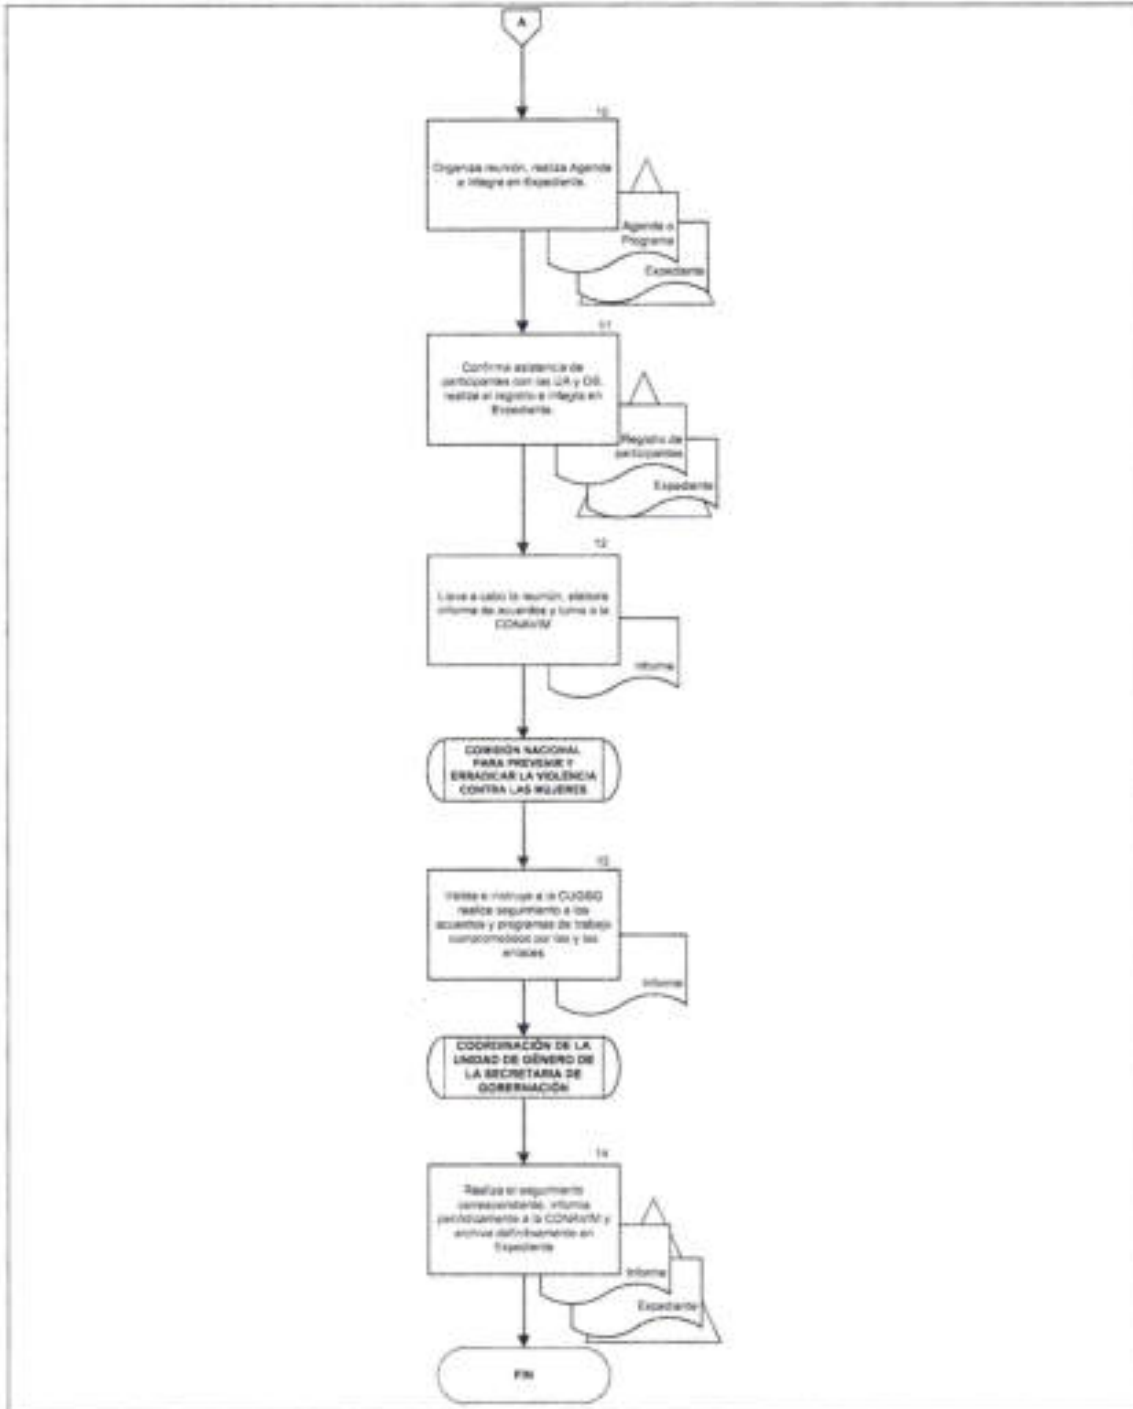 A
10
Organiza reunión, realiza Agenda
e integra en Expediente.
Agenda o
Programa
Expediente
11
Confirma asistencia de
participantes con las UR y OS,
realiza el registro e integra en
Expediente.
Registro de
participantes
Expediente
12
Lleva a cabo la reunión, elabora
informe de acuerdos y turna a la
CONAVIM
Informe
COMISIÓN NACIONAL
PARA PREVENIR Y
ERRADICAR LA VIOLENCIA
CONTRA LAS MUJERES
13
e instruye a la CUGSG
realice seguimiento a los
acuerdos y programas de trabajo
comprometidos por las y los
enlaces
Informe
COORDINACIÓN DE LA
UNIDAD DE GÉNERO DE
LA SECRETARIA DE
GOBERNACIÓN
14
Realiza el seguimiento
correspondiente, informa
periódicamente a la CONAVIM y
archiva definitivamente en
Expediente
Informe
Expediente
FIN